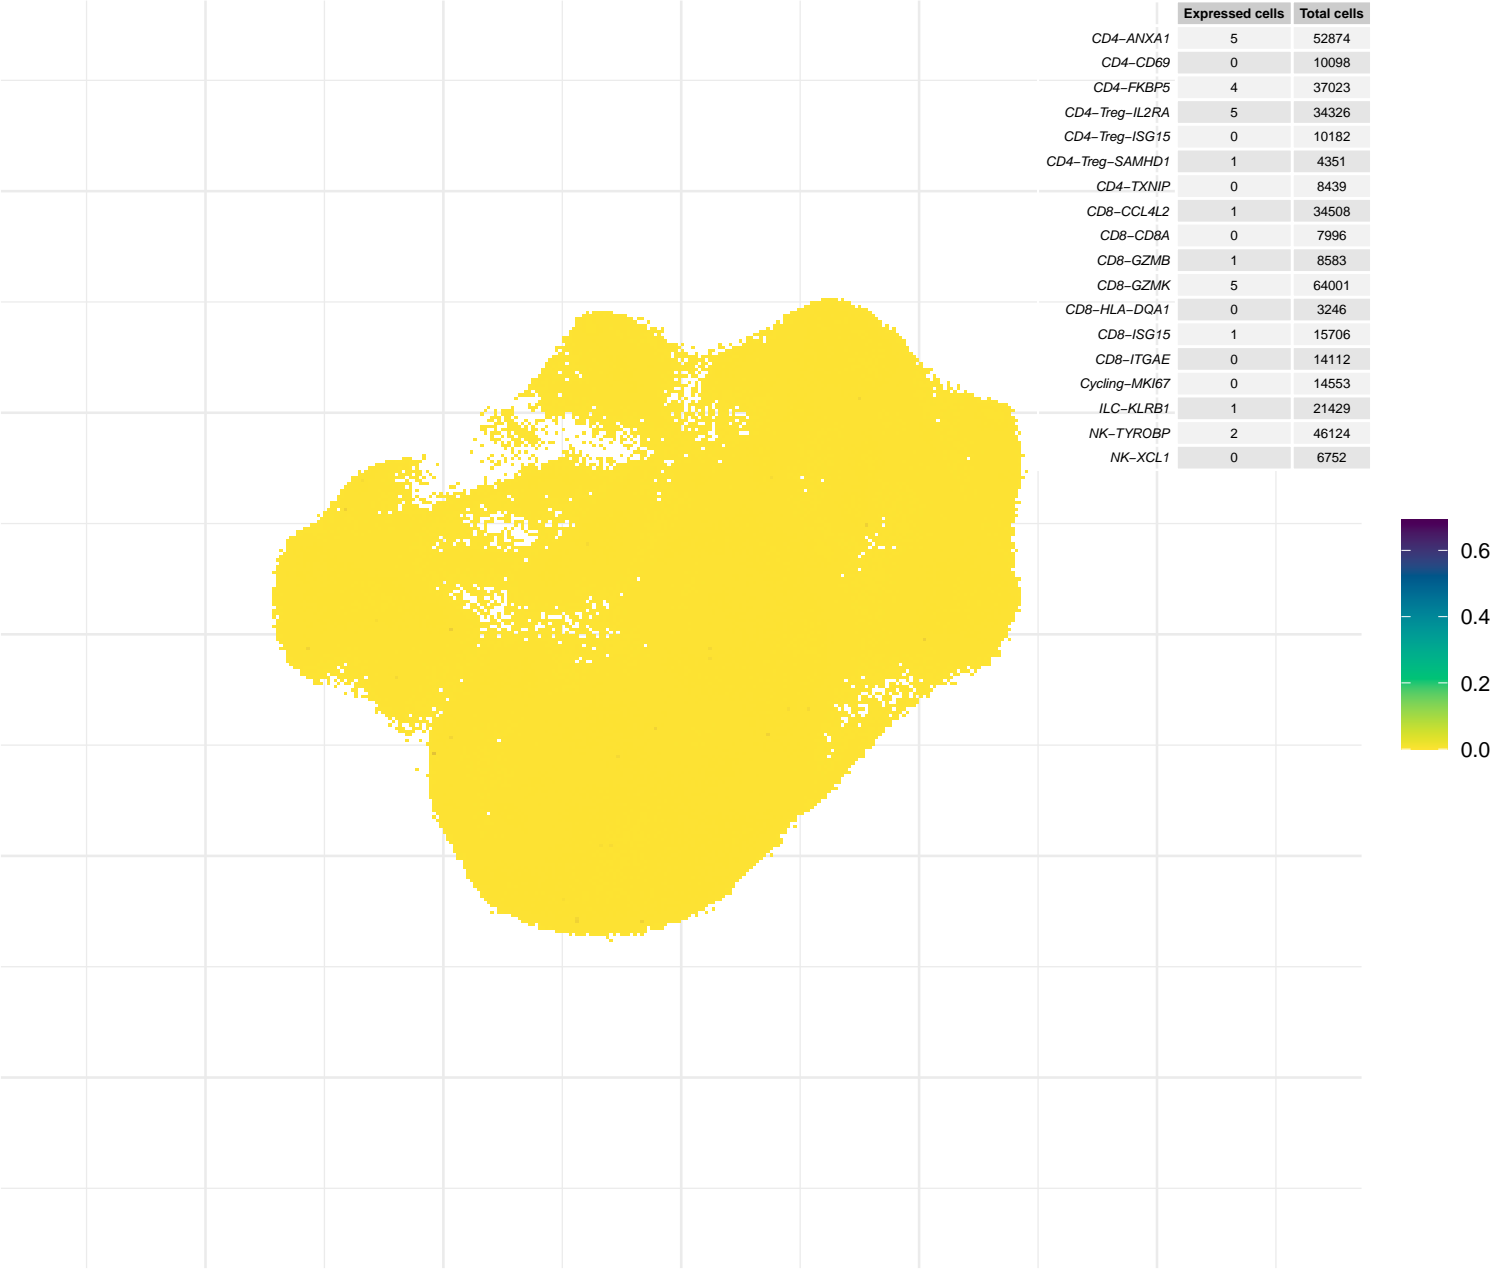 Expressed cells Total cells
CD4−ANXA1 5 52874
CD4−CD69 0 10098
CD4−FKBP5 4 37023
CD4−Treg−IL2RA 5 34326
CD4−Treg−ISG15 0 10182
CD4−Treg−SAMHD1 1 4351
CD4−TXNIP 0 8439
CD8−CCL4L2 1 34508
CD8−CD8A 0 7996
CD8−GZMB 1 8583
CD8−GZMK 5 64001
CD8−HLA−DQA1 0 3246
CD8−ISG15 1 15706
CD8−ITGAE 0 14112
Cycling−MKI67 0 14553
ILC−KLRB1 1 21429
NK−TYROBP 2 46124
NK−XCL1 0 6752
0.6
0.4
0.2
0.0